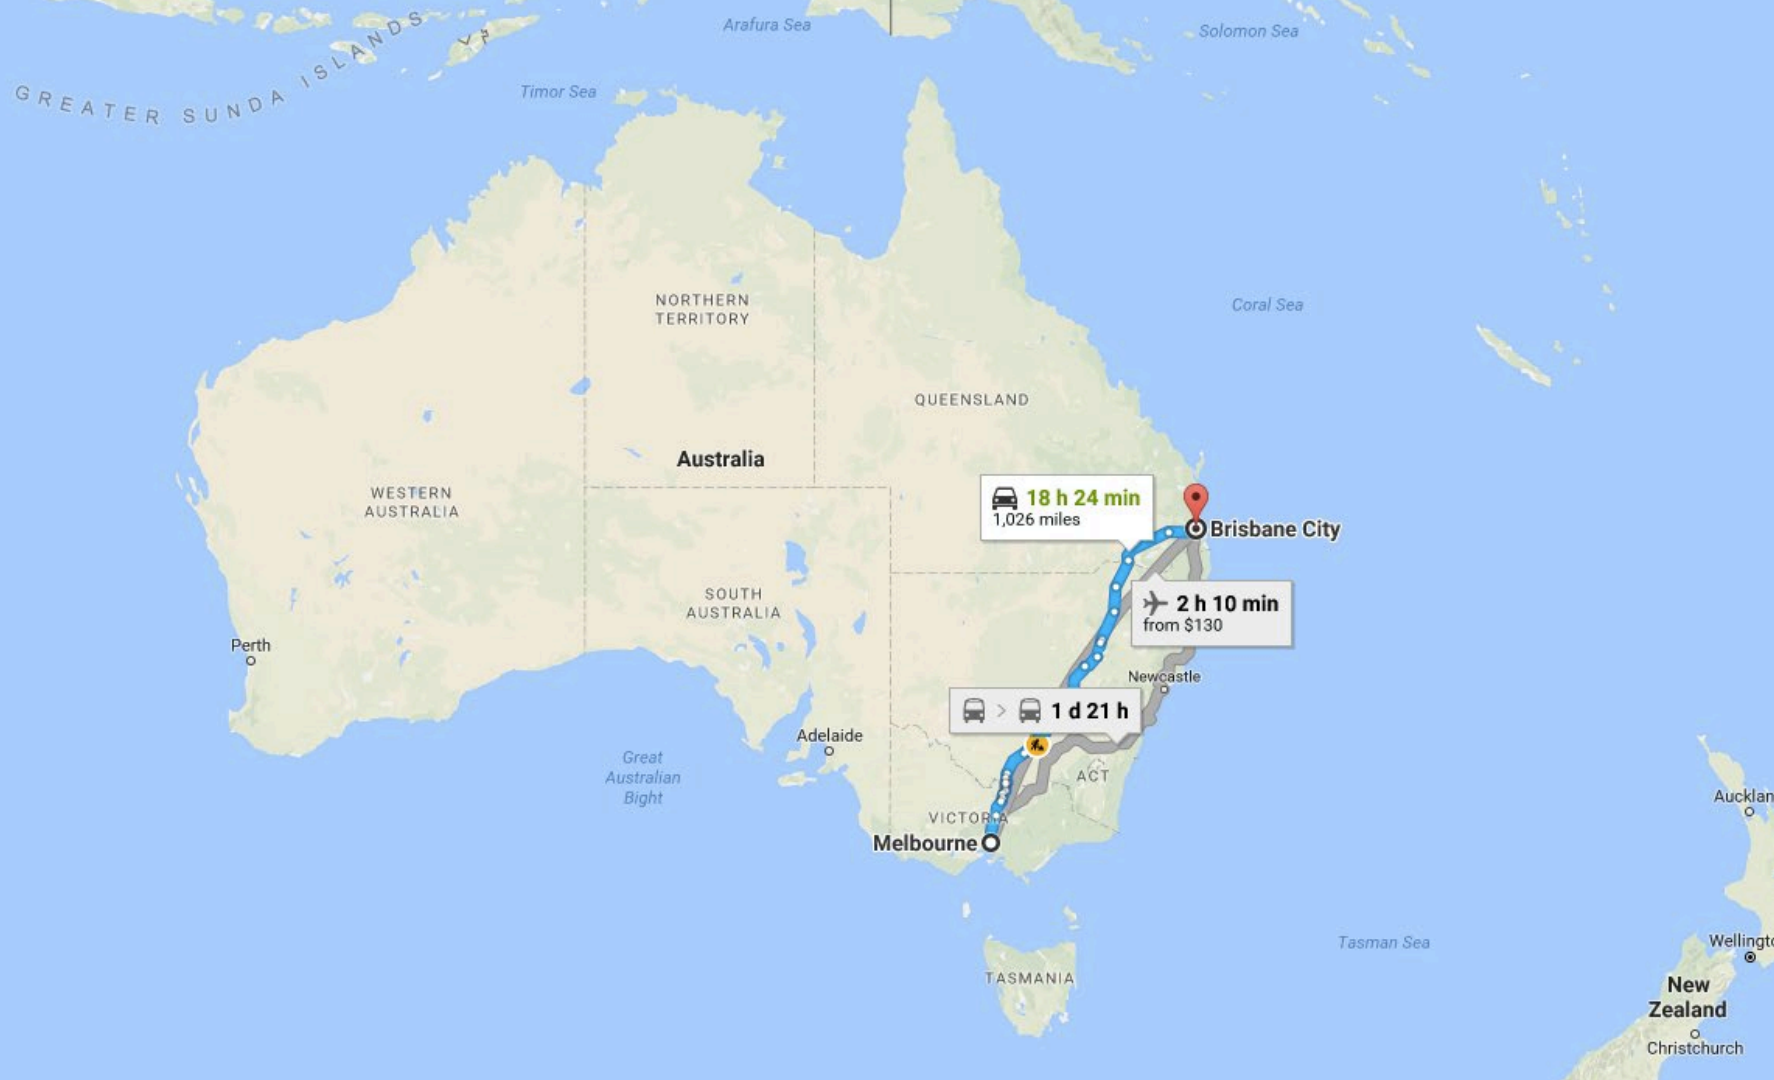 Arafura Sea
Solomon Sea
GREATER SUNDA ISLANDS
Timor Sea
Coral Sea
NORTHERN
TERRITORY
QUEENSLAND
Australia
WESTERN
AUSTRALIA
18 h 24 min
1,026 miles
Brisbane City
SOUTH
AUSTRALIA
2 h 10 min
from $130
Perth
Newcastle
1 d 21 h
Adelaide
Great
Australian
Bight
ACT
VICTORIA
Melbourne
Aucklan
Tasman Sea
Wellingto
TASMANIA
New
Zealand
Christchurch